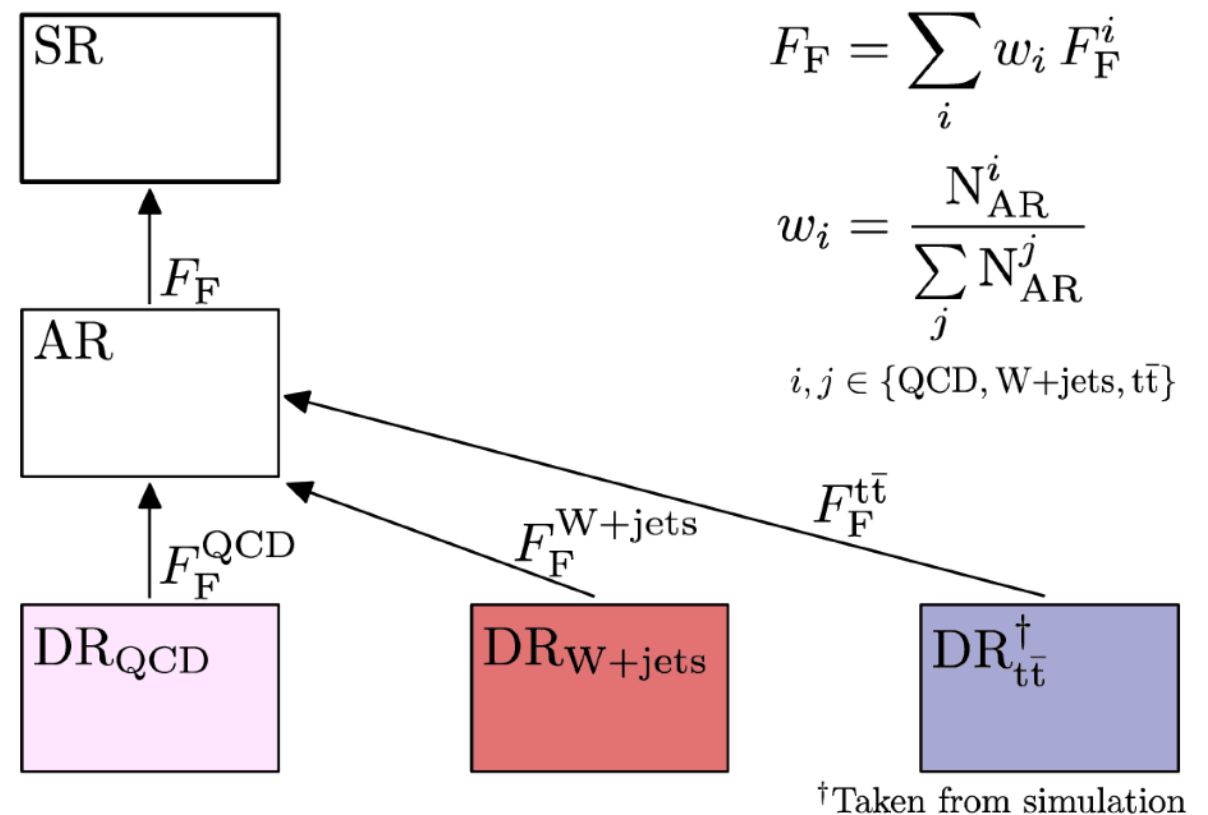 SR
F_F = ∑_i w_i F_F^i
w_i = N_AR^i / ∑_j N_AR^j
i, j ∈ {QCD, W+jets, tt̄}
F_F
AR
F_F^QCD
F_F^W+jets
F_F^tt̄
DR_QCD
DR_W+jets
DR_tt̄^†
†Taken from simulation